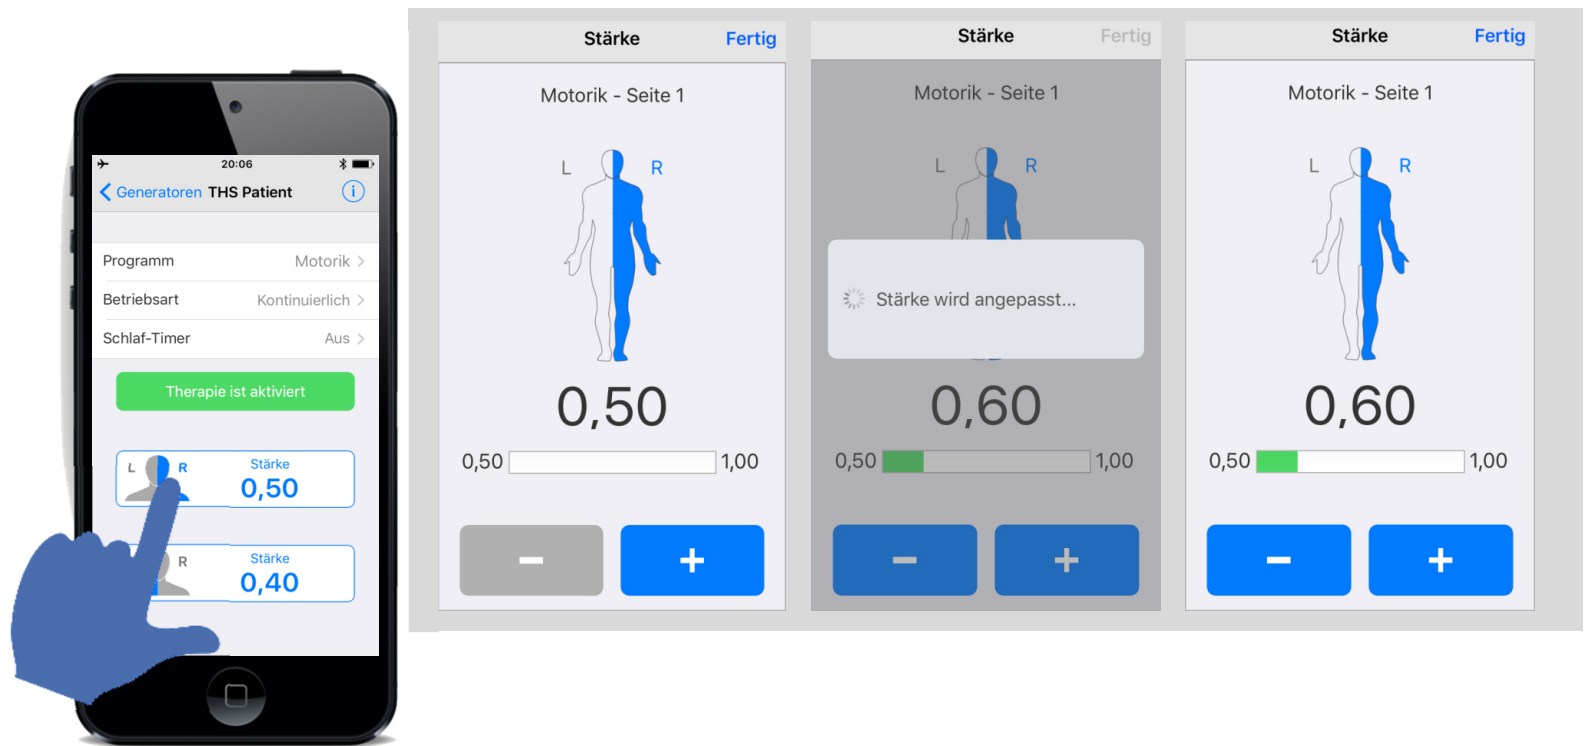 20:06
Generatoren THS Patient i
Programm Motorik >
Betriebsart Kontinuierlich >
Schlaf-Timer Aus >
Therapie ist aktiviert
L R Stärke
0,50
R Stärke
0,40
Stärke Fertig
Motorik - Seite 1
L R
0,50
0,50 1,00
− +
Stärke Fertig
Motorik - Seite 1
L R
Stärke wird angepasst...
0,60
0,50 1,00
− +
Stärke Fertig
Motorik - Seite 1
L R
0,60
0,50 1,00
− +